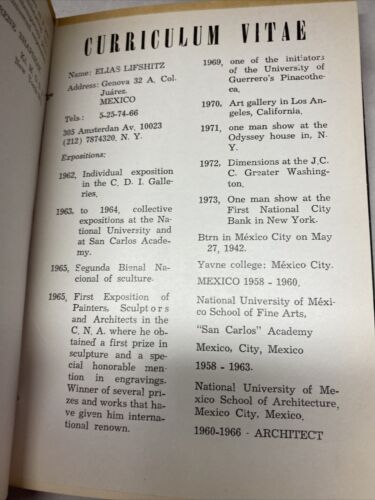 CURRICULUM VITAE
Name: ELIAS LIFSHITZ
Address: Genova 32 A, Col.
Juárez.
MEXICO
Tels.: 5-25-74-66
305 Amsterdan Av. 10023
(212) 7874320. N. Y.
Expositions:
1962, Individual exposition
in the C. D. I. Galle-
ries.
1963. to 1964, collective
expositions at the Na-
tional University and
at San Carlos Acade-
my.
1965, Segunda Bienal Na-
cional of sculture.
1965, First Exposition of
Painters, Sculptors
and Architects in the
C. N. A. where he ob-
tained a first prize in
sculpture and a spe-
cial honorable men-
tion in engravings.
Winner of several pri-
zes and works that ha-
ve given him interna-
tional renown.
1969, one of the initiators
of the University of
Guerrero's Pinacothe-
ca.
1970. Art gallery in Los An-
geles, California.
1971, one man show at the
Odyssey house in, N.
Y.
1972. Dimensions at the J.C.
C. Greater Washing-
ton.
1973, One man show at the
First National City
Bank in New York.
Btrn in México City on May
27, 1942.
Yavne college: México City.
MEXICO 1958 - 1960.
National University of Méxi-
co School of Fine Arts,
"San Carlos" Academy
Mexico, City, Mexico
1958 - 1963.
National University of Me-
xico School of Architecture,
Mexico City. Mexico.
1960-1966 - ARCHITECT